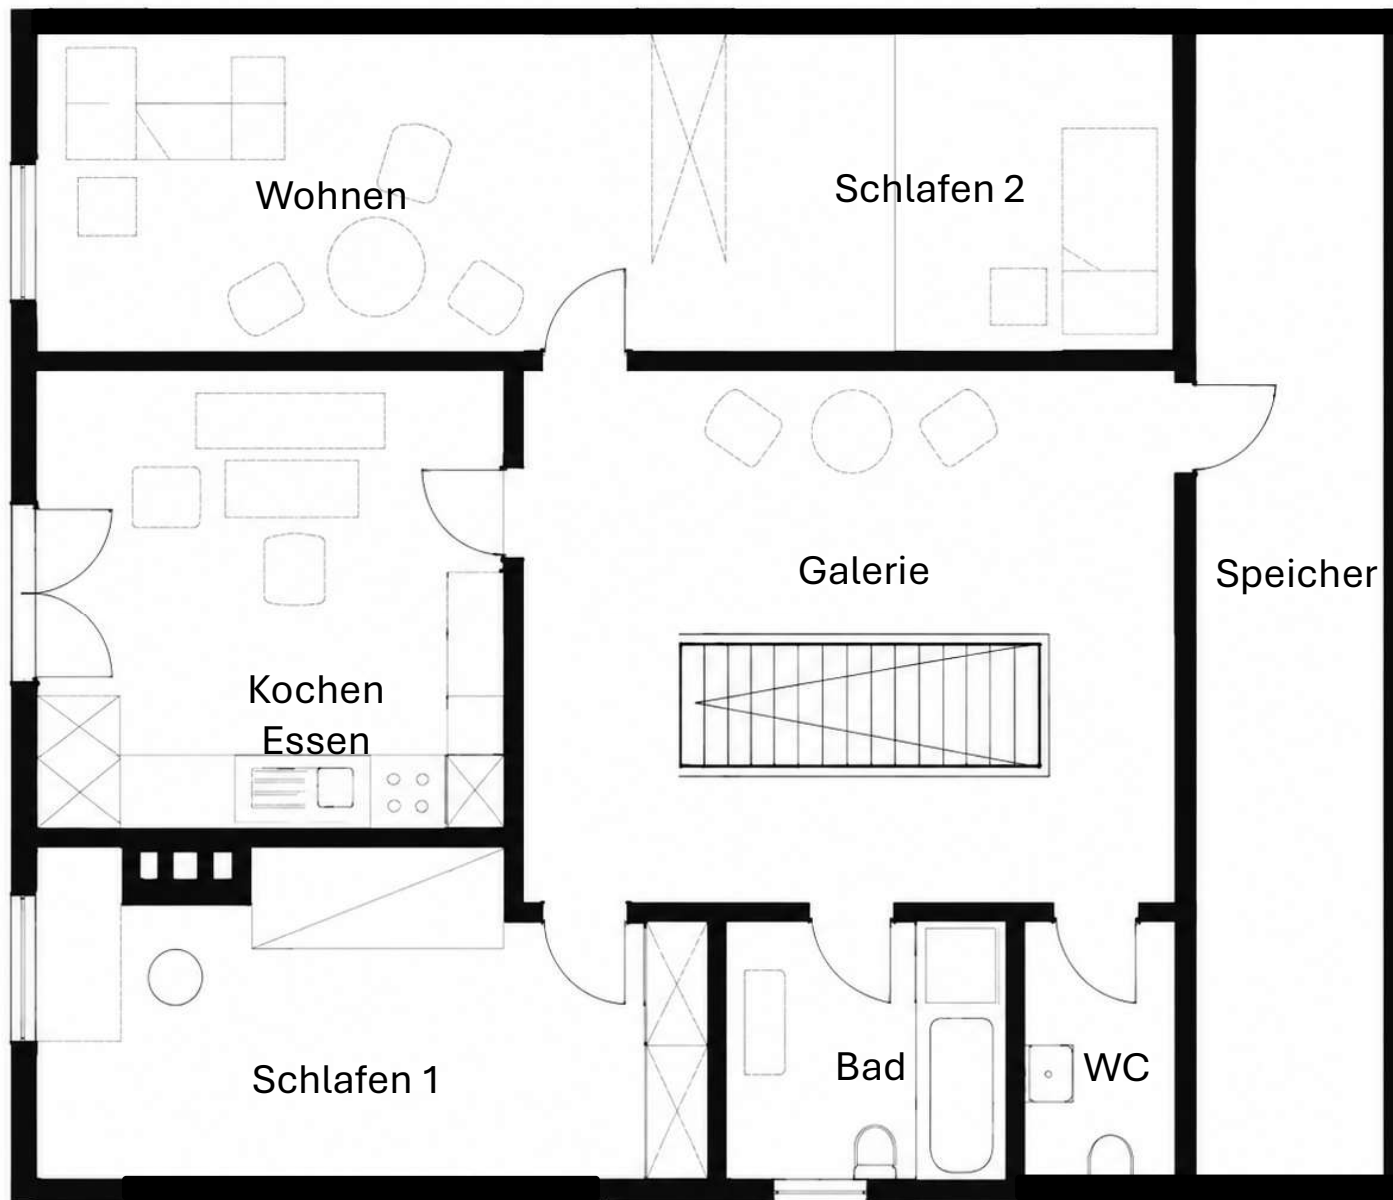 Wohnen
Schlafen 2
Galerie
Speicher
Kochen
Essen
Schlafen 1
Bad
WC